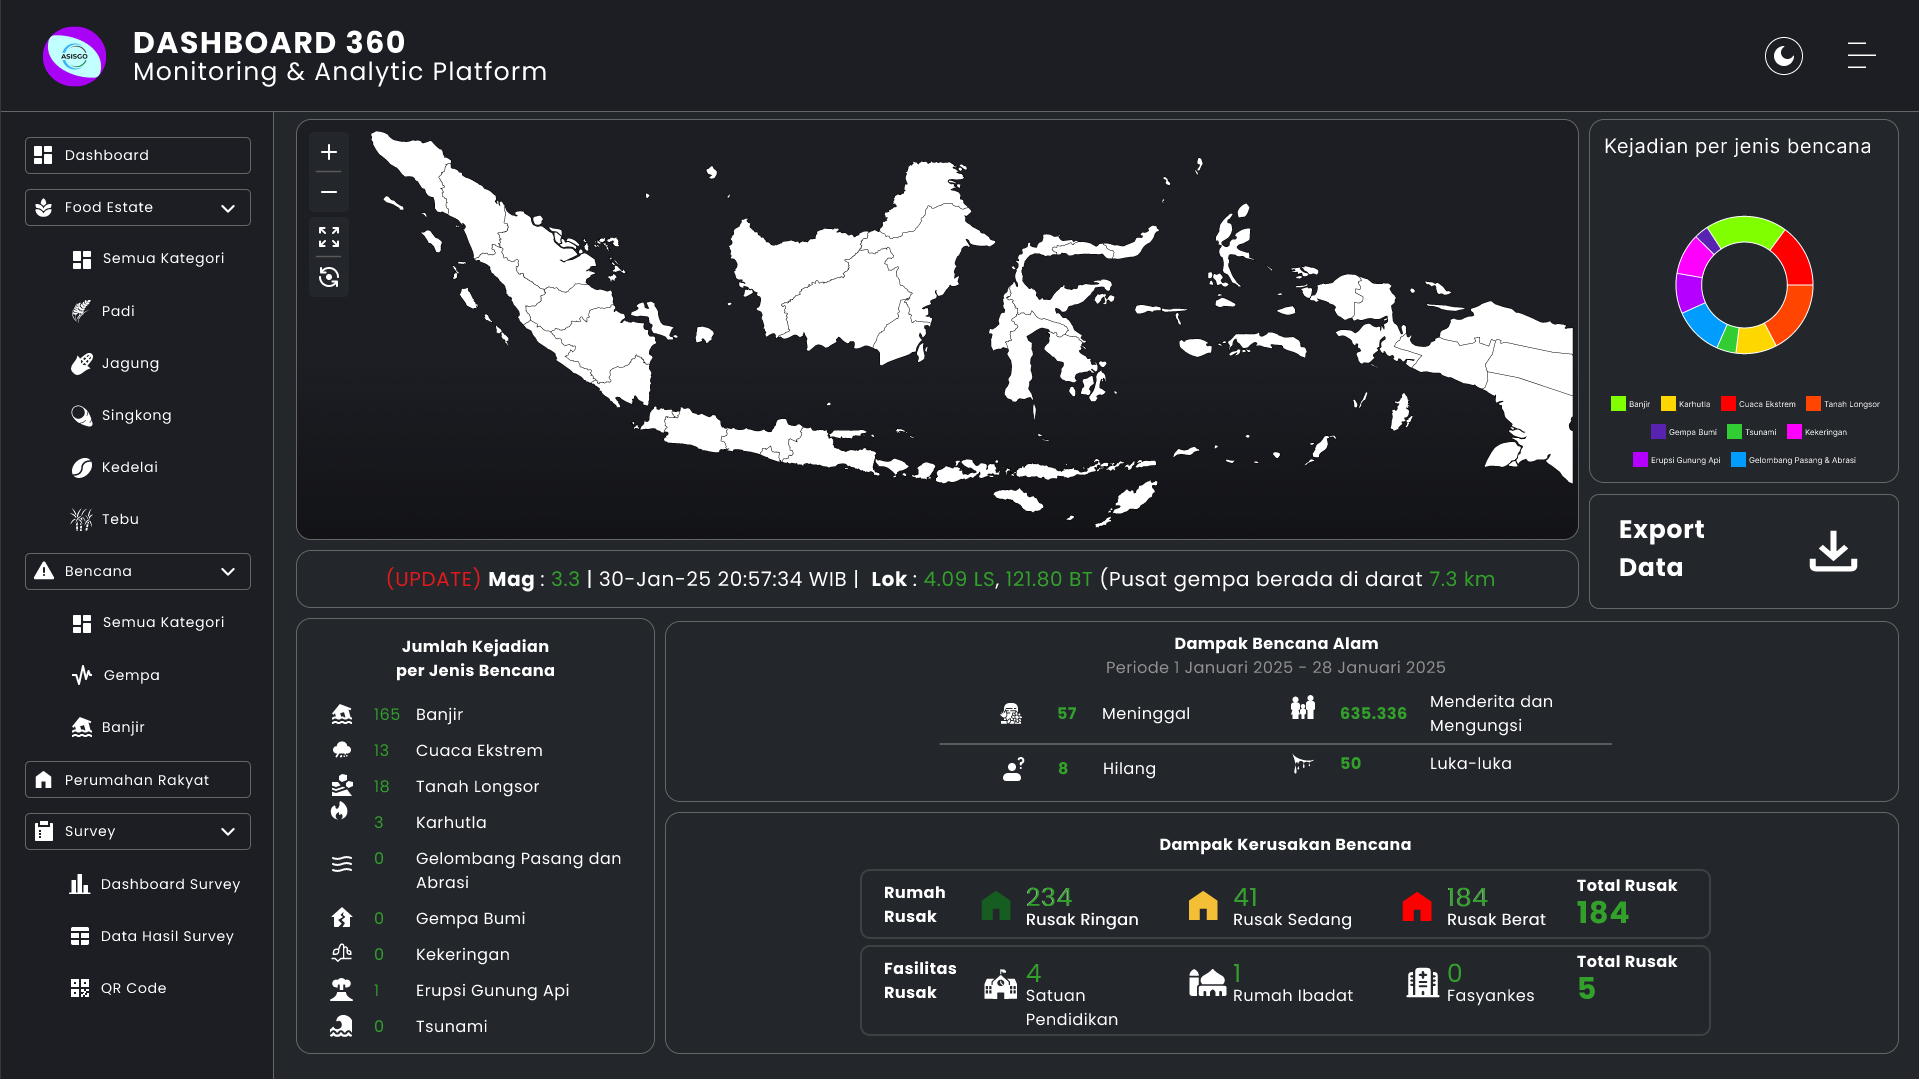 ASISGO
DASHBOARD 360
Monitoring & Analytic Platform
Dashboard
Food Estate
Semua Kategori
Padi
Jagung
Singkong
Kedelai
Tebu
Bencana
Semua Kategori
Gempa
Banjir
Perumahan Rakyat
Survey
Dashboard Survey
Data Hasil Survey
QR Code
Kejadian per jenis bencana
Banjir Karhutla Cuaca Ekstrem Tanah Longsor
Gempa Bumi Tsunami Kekeringan
Erupsi Gunung Api Gelombang Pasang & Abrasi
Export
Data
(UPDATE) Mag : 3.3 | 30-Jan-25 20:57:34 WIB | Lok : 4.09 LS, 121.80 BT (Pusat gempa berada di darat 7.3 km
Jumlah Kejadian
per Jenis Bencana
165 Banjir
13 Cuaca Ekstrem
18 Tanah Longsor
3 Karhutla
0 Gelombang Pasang dan
Abrasi
0 Gempa Bumi
0 Kekeringan
1 Erupsi Gunung Api
0 Tsunami
Dampak Bencana Alam
Periode 1 Januari 2025 - 28 Januari 2025
57 Meninggal
635.336 Menderita dan
Mengungsi
8 Hilang
50 Luka-luka
Dampak Kerusakan Bencana
Rumah
Rusak
234
Rusak Ringan
41
Rusak Sedang
184
Rusak Berat
Total Rusak
184
Fasilitas
Rusak
4
Satuan
Pendidikan
1
Rumah Ibadat
0
Fasyankes
Total Rusak
5